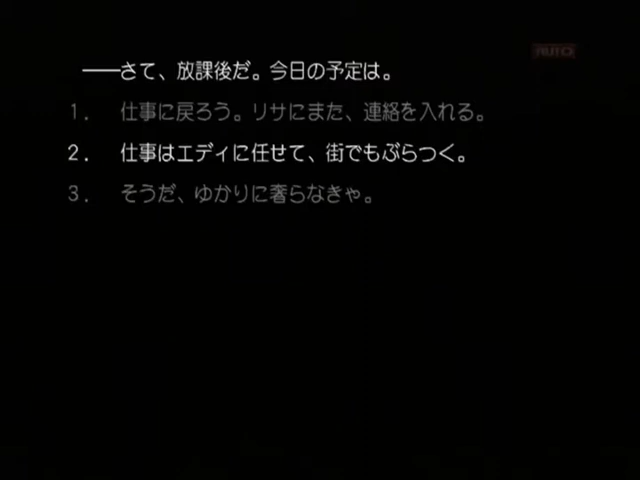 ――さて、放課後だ。今日の予定は。
AUTO
1.　仕事に戻ろう。リサにまた、連絡を入れる。
2.　仕事はエディに任せて、街でもぶらつく。
3.　そうだ、ゆかりに奢らなきゃ。